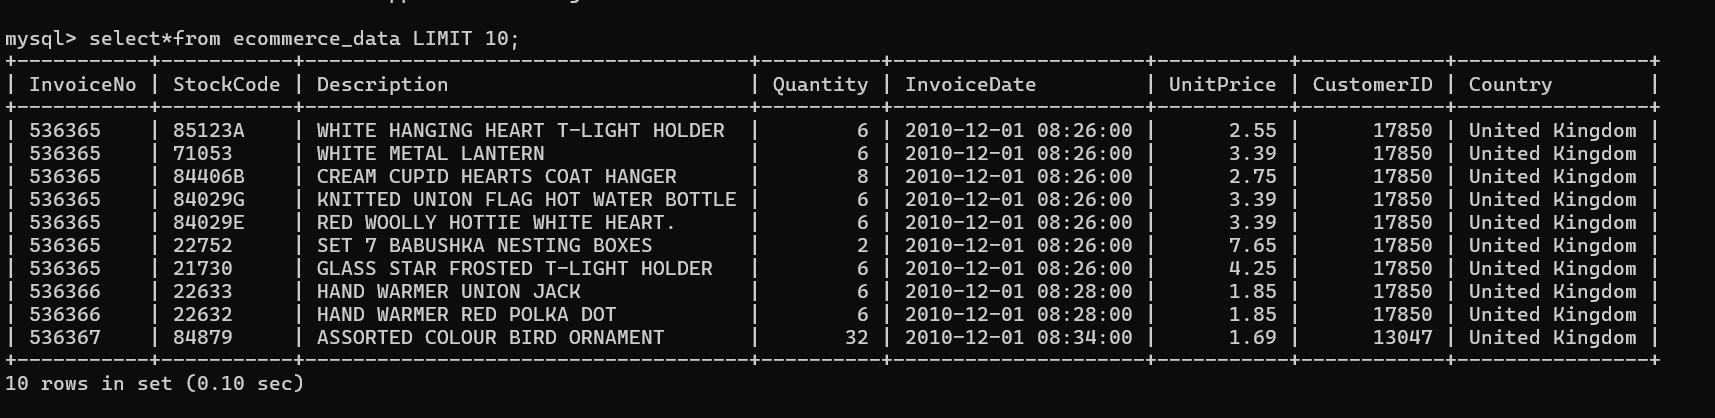 mysql> select*from ecommerce_data LIMIT 10;
+-----------+-----------+-------------------------------------+----------+---------------------+-----------+------------+----------------+
| InvoiceNo | StockCode | Description                         | Quantity | InvoiceDate         | UnitPrice | CustomerID | Country        |
+-----------+-----------+-------------------------------------+----------+---------------------+-----------+------------+----------------+
| 536365    | 85123A    | WHITE HANGING HEART T-LIGHT HOLDER  |        6 | 2010-12-01 08:26:00 |      2.55 |      17850 | United Kingdom |
| 536365    | 71053     | WHITE METAL LANTERN                 |        6 | 2010-12-01 08:26:00 |      3.39 |      17850 | United Kingdom |
| 536365    | 84406B    | CREAM CUPID HEARTS COAT HANGER      |        8 | 2010-12-01 08:26:00 |      2.75 |      17850 | United Kingdom |
| 536365    | 84029G    | KNITTED UNION FLAG HOT WATER BOTTLE |        6 | 2010-12-01 08:26:00 |      3.39 |      17850 | United Kingdom |
| 536365    | 84029E    | RED WOOLLY HOTTIE WHITE HEART.      |        6 | 2010-12-01 08:26:00 |      3.39 |      17850 | United Kingdom |
| 536365    | 22752     | SET 7 BABUSHKA NESTING BOXES        |        2 | 2010-12-01 08:26:00 |      7.65 |      17850 | United Kingdom |
| 536365    | 21730     | GLASS STAR FROSTED T-LIGHT HOLDER   |        6 | 2010-12-01 08:26:00 |      4.25 |      17850 | United Kingdom |
| 536366    | 22633     | HAND WARMER UNION JACK              |        6 | 2010-12-01 08:28:00 |      1.85 |      17850 | United Kingdom |
| 536366    | 22632     | HAND WARMER RED POLKA DOT           |        6 | 2010-12-01 08:28:00 |      1.85 |      17850 | United Kingdom |
| 536367    | 84879     | ASSORTED COLOUR BIRD ORNAMENT       |       32 | 2010-12-01 08:34:00 |      1.69 |      13047 | United Kingdom |
+-----------+-----------+-------------------------------------+----------+---------------------+-----------+------------+----------------+
10 rows in set (0.10 sec)